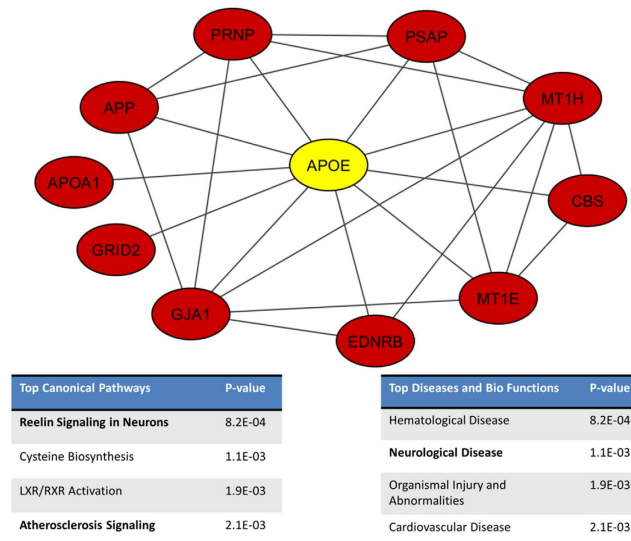 PRNP
PSAP
APP
MT1H
APOE
APOA1
CBS
GRID2
MT1E
GJA1
EDNRB
Top Canonical Pathways P-value
Reelin Signaling in Neurons 8.2E-04
Cysteine Biosynthesis 1.1E-03
LXR/RXR Activation 1.9E-03
Atherosclerosis Signaling 2.1E-03
Top Diseases and Bio Functions P-value
Hematological Disease 8.2E-04
Neurological Disease 1.1E-03
Organismal Injury and 1.9E-03
Abnormalities
Cardiovascular Disease 2.1E-03